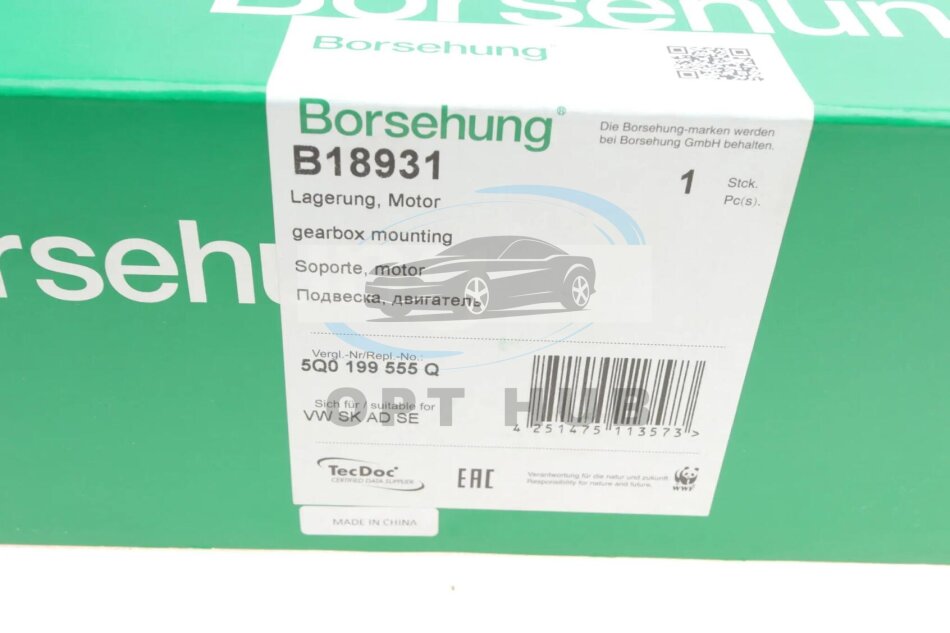 Borsehung
Borsehung
Borsehung®
B18931
Die Borsehung-marken werden
bei Borsehung GmbH behalten.
1 Stck.
Pc(s).
Lagerung, Motor
gearbox mounting
Soporte, motor
Подвеска, двигатель
rsehu
Vergl.-Nr/Repl.-No.:
5Q0 199 555 Q
Sich für / suitable for
VW SK AD SE
OPT HUB
4 251475 113573 >
TecDoc®
CERTIFIED DATA SUPPLIER
EAC
Verantwortung für die natur und zukunft.
Responsibility for nature and future.
WWF
MADE IN CHINA